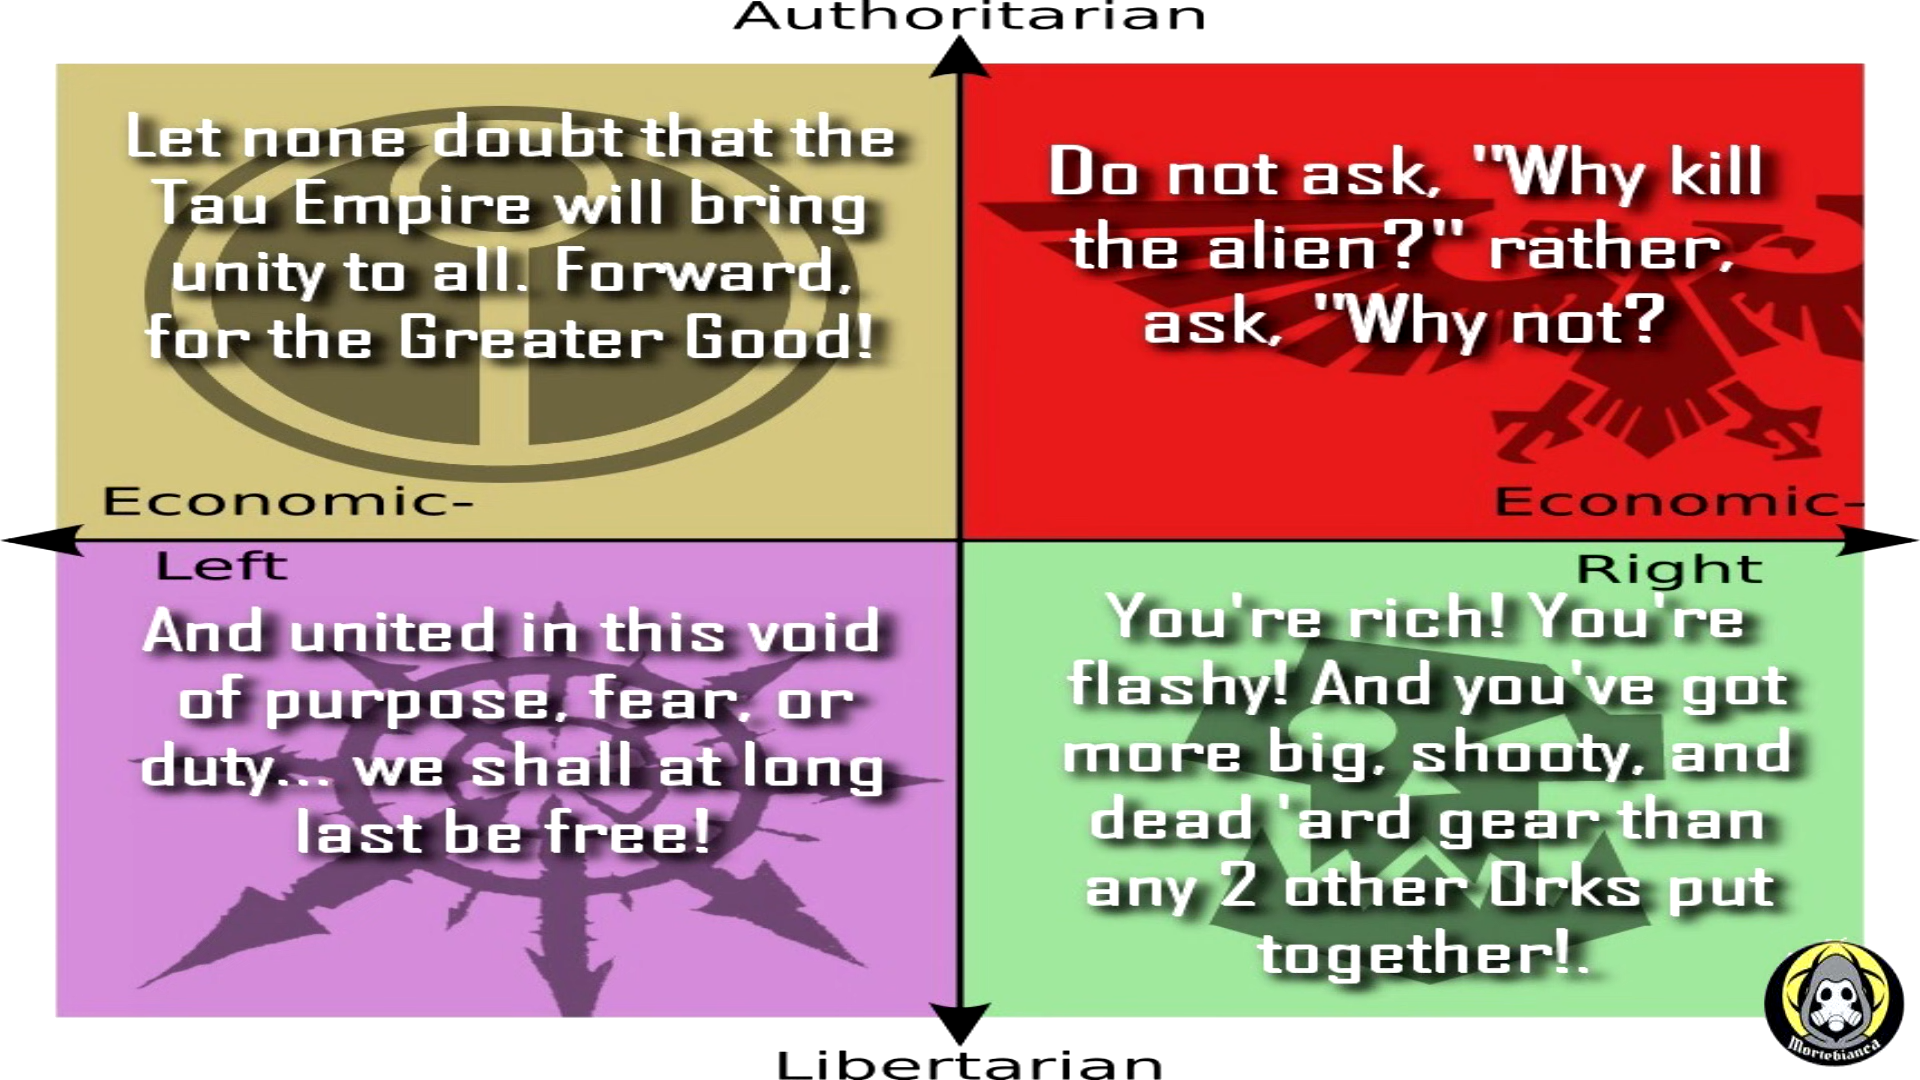 Authoritarian
Let none doubt that the
Tau Empire will bring
unity to all. Forward,
for the Greater Good!
Do not ask, "Why kill
the alien?" rather,
ask, "Why not?
Economic-
Left
Economic-
Right
And united in this void
of purpose, fear, or
duty... we shall at long
last be free!
You're rich! You're
flashy! And you've got
more big, shooty, and
dead 'ard gear than
any 2 other Orks put
together!.
Mortebianca
Libertarian